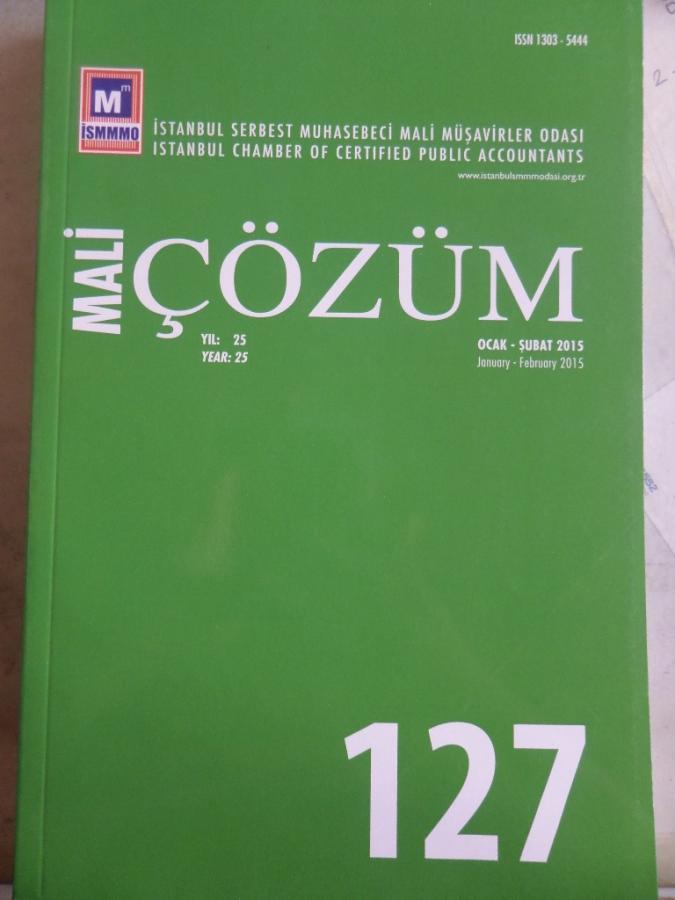 ISSN 1303 - 5444
Mm
İSMMMO
İSTANBUL SERBEST MUHASEBECİ MALİ MÜŞAVİRLER ODASI
ISTANBUL CHAMBER OF CERTIFIED PUBLIC ACCOUNTANTS
www.istanbulsmmmodasi.org.tr
MALİ
ÇÖZÜM
YIL: 25
YEAR: 25
OCAK - ŞUBAT 2015
January - February 2015
127